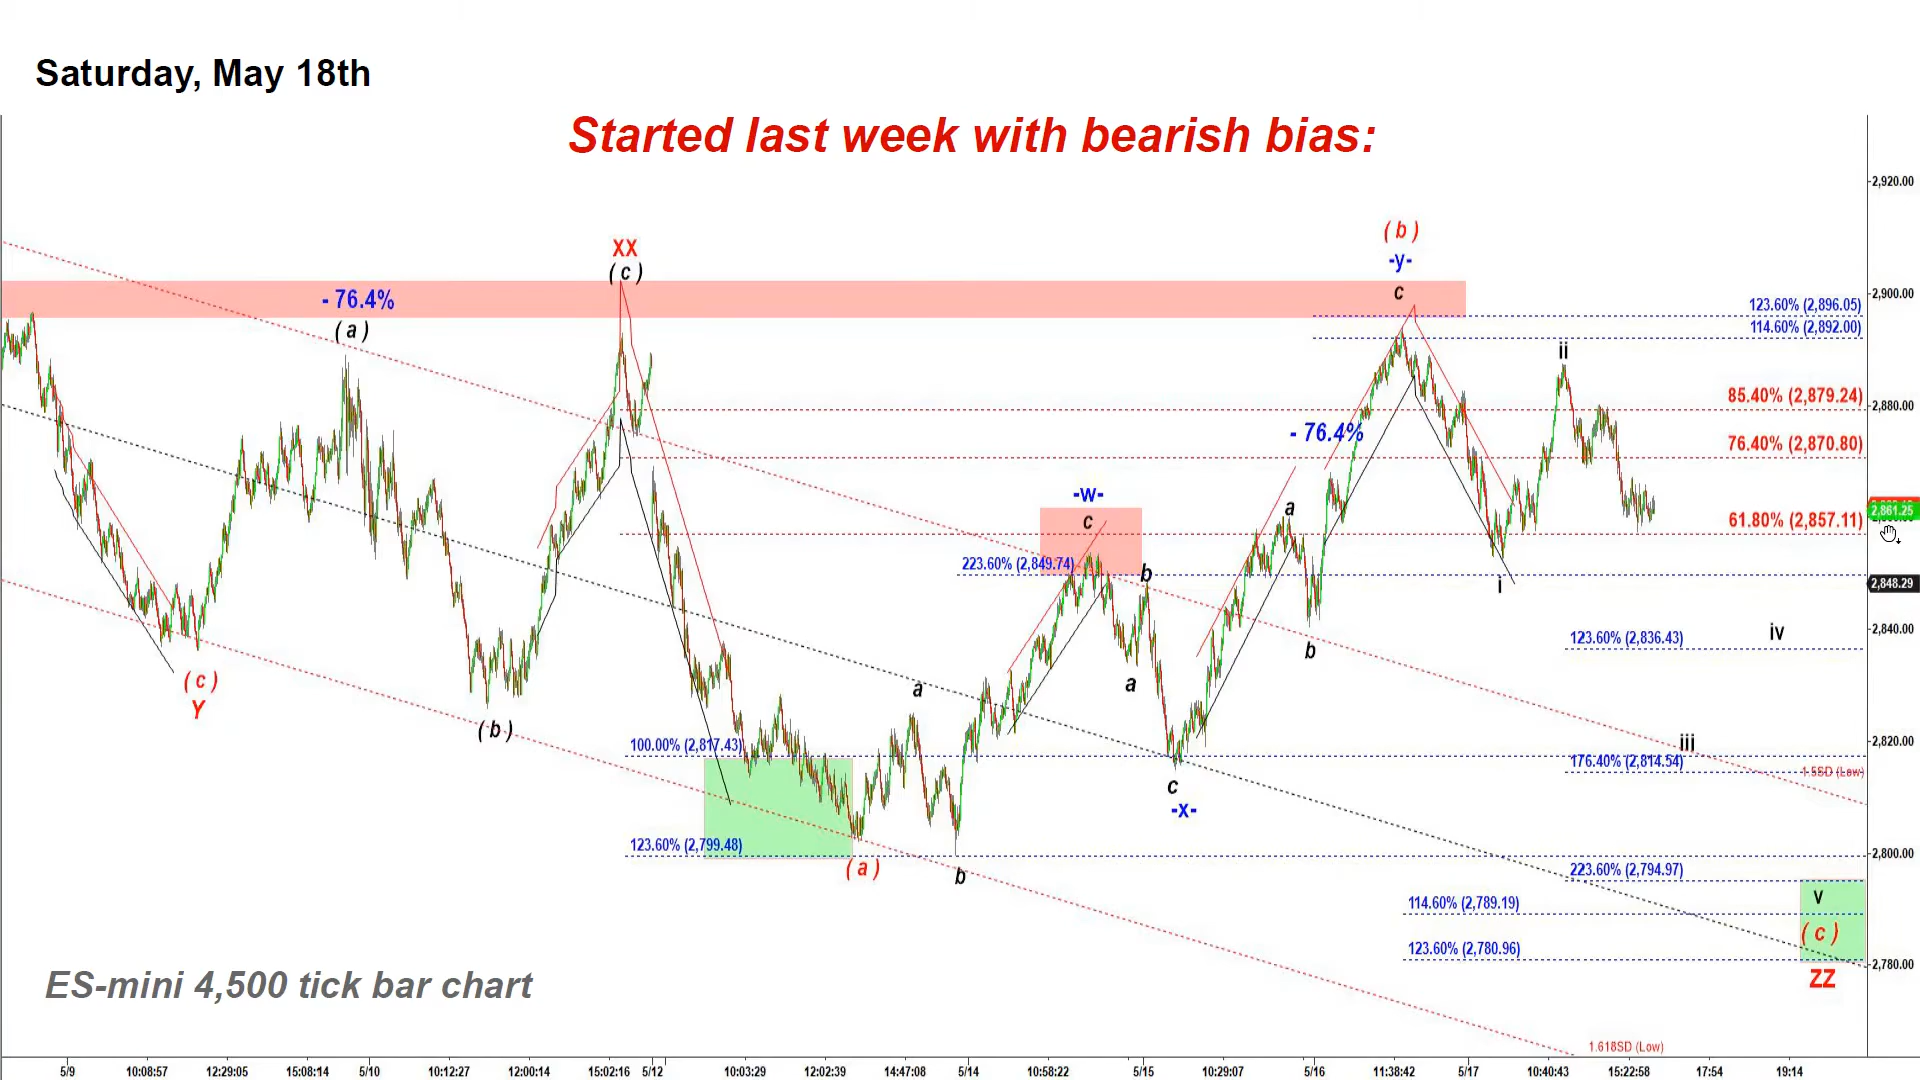 Saturday, May 18th
Started last week with bearish bias:
2,920.00
( b )
XX
-y-
( c )
c
- 76.4%
2,900.00
123.60% (2,896.05)
114.60% (2,892.00)
( a )
ii
85.40% (2,879.24)
2,880.00
- 76.4%
76.40% (2,870.80)
-w-
a
c
2,861.25
61.80% (2,857.11)
223.60% (2,849.74)
b
i
2,848.29
iv
123.60% (2,836.43)
2,840.00
b
( c )
a
a
Y
( b )
100.00% (2,817.43)
iii
2,820.00
176.40% (2,814.54)
1.5SD (Low)
c
-x-
123.60% (2,799.48)
2,800.00
( a )
b
223.60% (2,794.97)
v
114.60% (2,789.19)
( c )
123.60% (2,780.96)
2,780.00
ZZ
ES-mini 4,500 tick bar chart
1.618SD (Low)
5/9 10:08:57 12:29:05 15:08:14 5/10 10:12:27 12:00:14 15:02:16 5/12 10:03:29 12:02:39 14:47:08 5/14 10:58:22 5/15 10:29:07 5/16 11:38:42 5/17 10:40:43 15:22:58 17:54 19:14